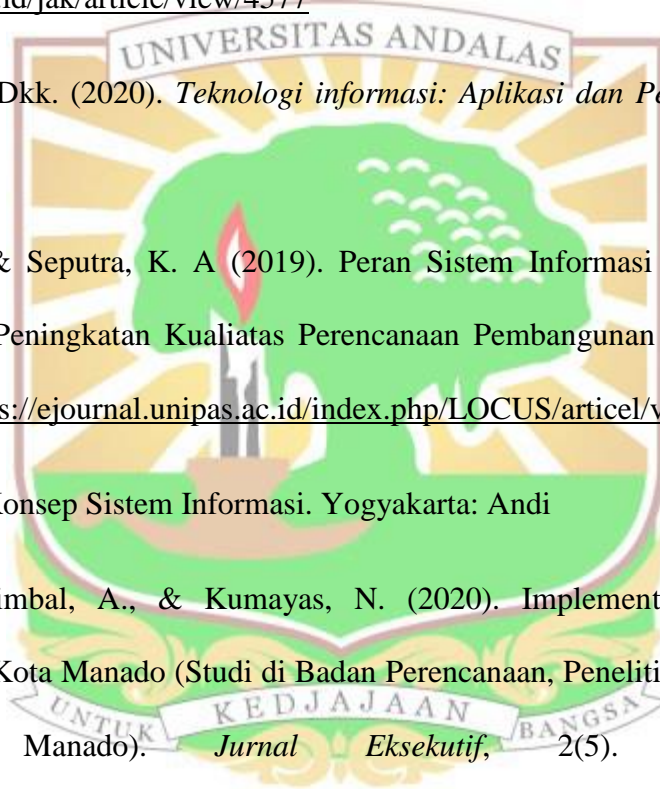 id/jak/article/view/4577
UNIVERSITAS ANDALAS
Dkk. (2020). Teknologi informasi: Aplikasi dan Pe
& Seputra, K. A (2019). Peran Sistem Informasi
Peningkatan Kualiatas Perencanaan Pembangunan
s://ejournal.unipas.ac.id/index.php/LOCUS/articel/v
Konsep Sistem Informasi. Yogyakarta: Andi
imbal, A., & Kumayas, N. (2020). Implement
Kota Manado (Studi di Badan Perencanaan, Peneliti
UNTUK KEDJAJAAN BANGSA
Manado). Jurnal Eksekutif, 2(5).